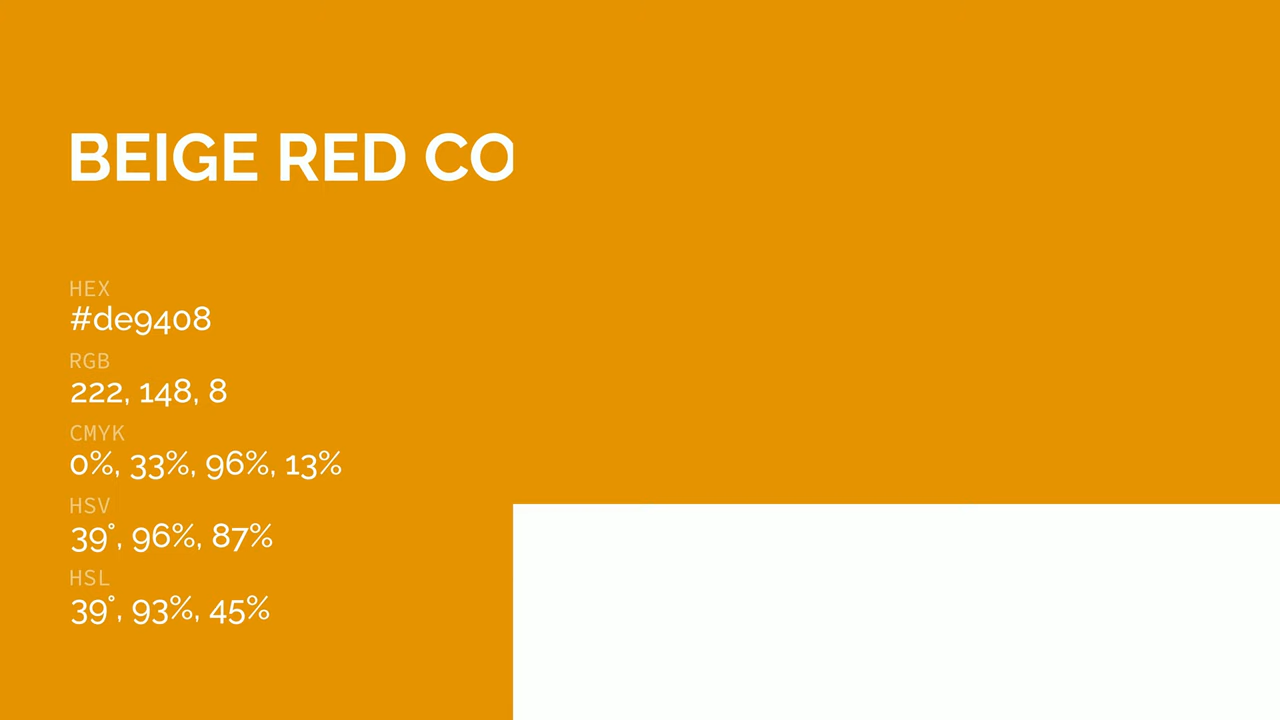 BEIGE RED CO
HEX
#de9408
RGB
222, 148, 8
CMYK
0%, 33%, 96%, 13%
HSV
39°, 96%, 87%
HSL
39°, 93%, 45%